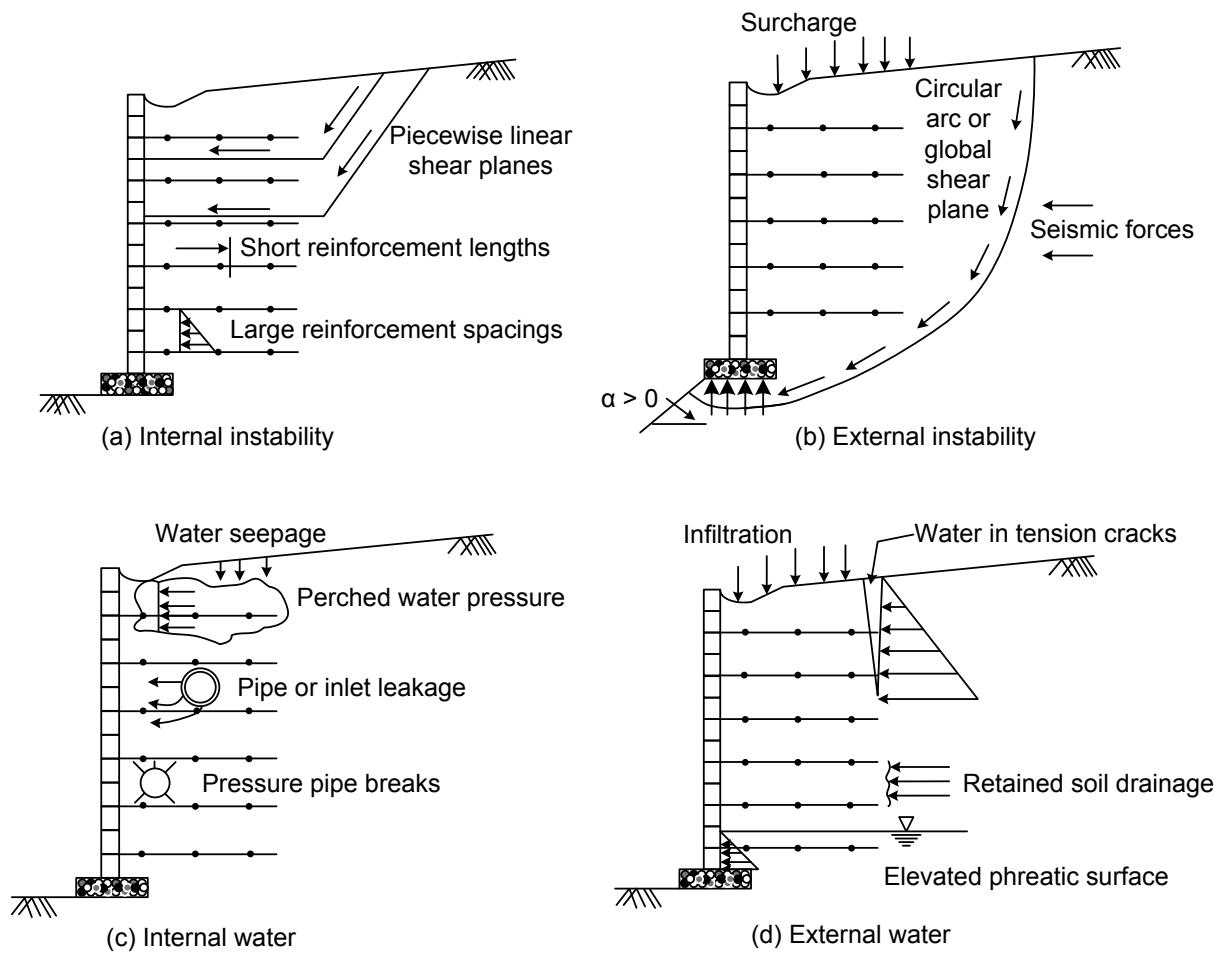 Piecewise linear
shear planes
Short reinforcement lengths
Large reinforcement spacings
(a) Internal instability
Surcharge
Circular
arc or
global
shear
plane
Seismic forces
α > 0
(b) External instability
Water seepage
Perched water pressure
Pipe or inlet leakage
Pressure pipe breaks
(c) Internal water
Infiltration
Water in tension cracks
Retained soil drainage
Elevated phreatic surface
(d) External water